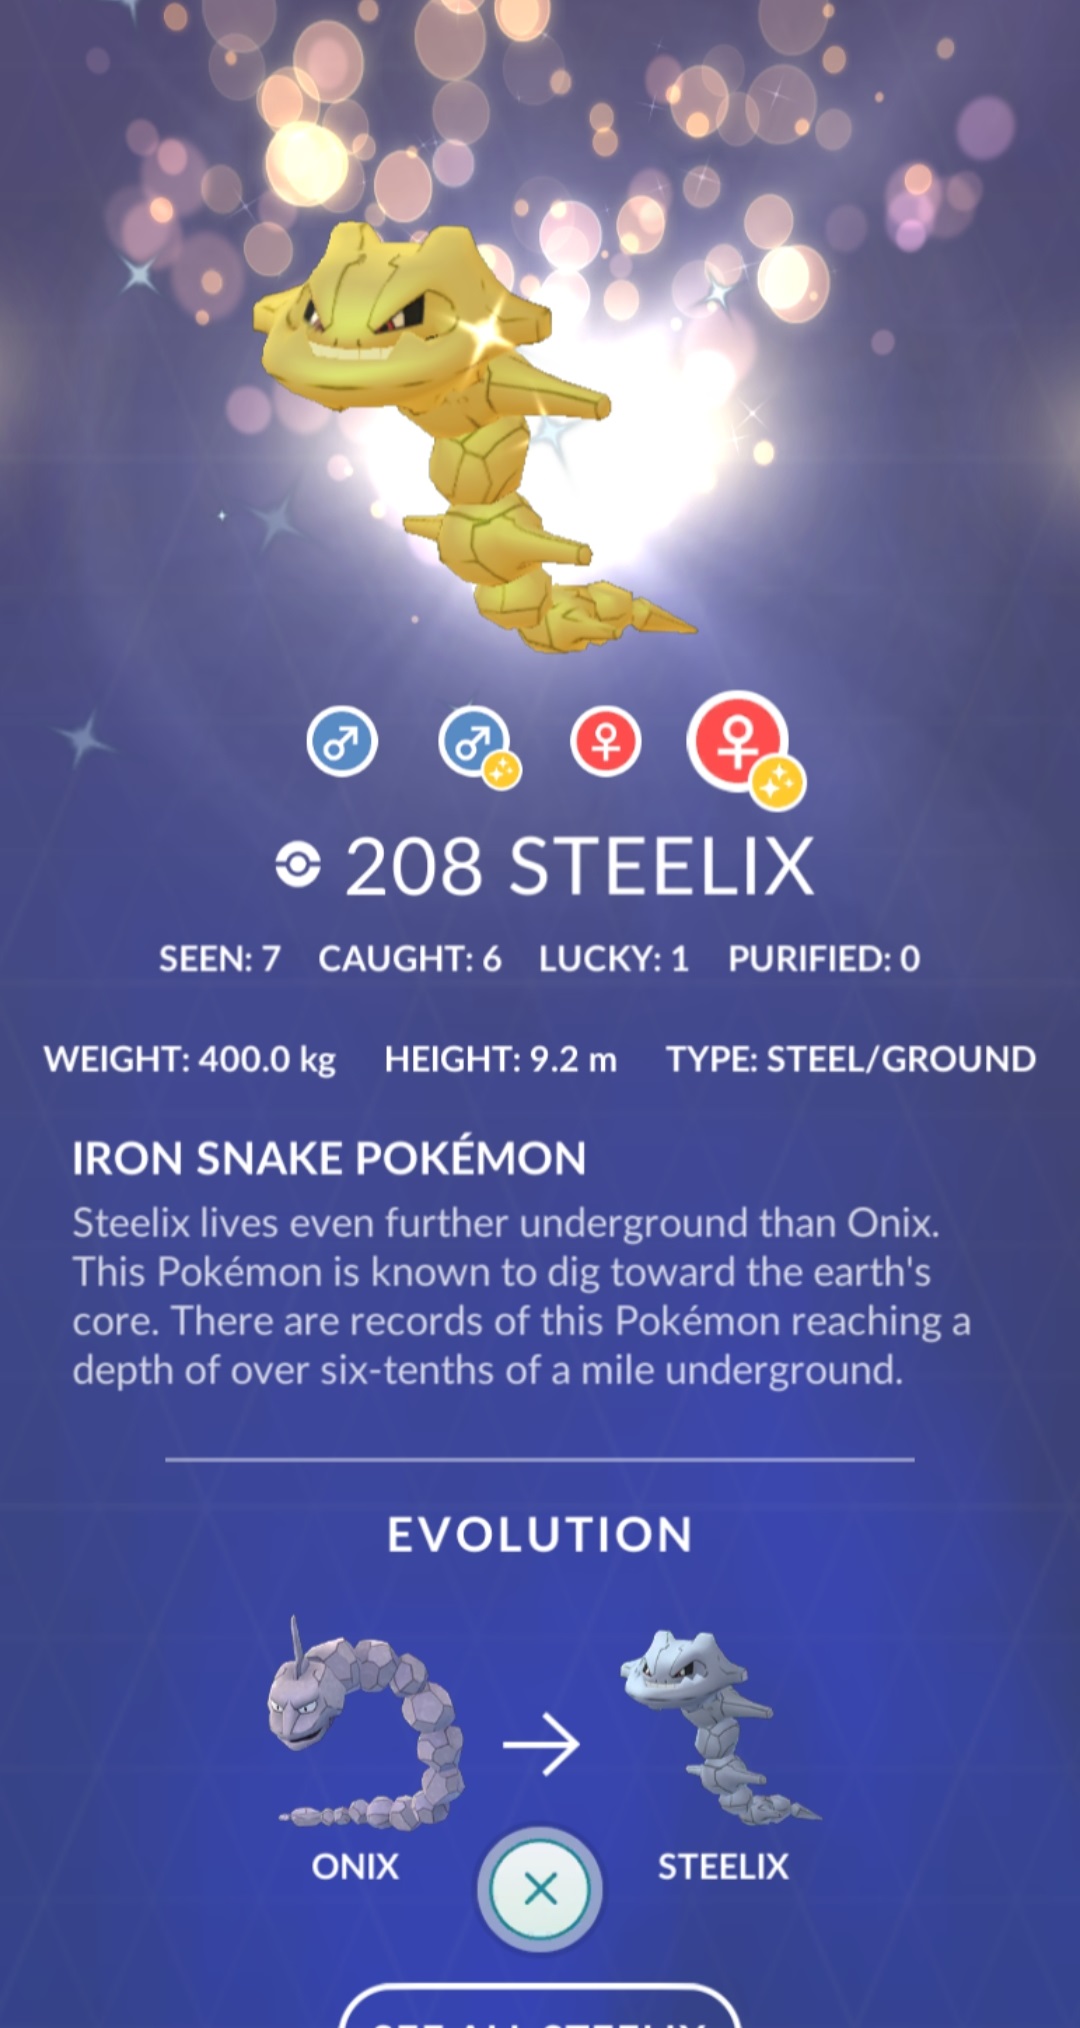 208 STEELIX
SEEN: 7 CAUGHT: 6 LUCKY: 1 PURIFIED: 0
WEIGHT: 400.0 kg HEIGHT: 9.2 m TYPE: STEEL/GROUND
IRON SNAKE POKÉMON
Steelix lives even further underground than Onix.
This Pokémon is known to dig toward the earth's
core. There are records of this Pokémon reaching a
depth of over six-tenths of a mile underground.
EVOLUTION
ONIX STEELIX
SEE ALL STEELIX